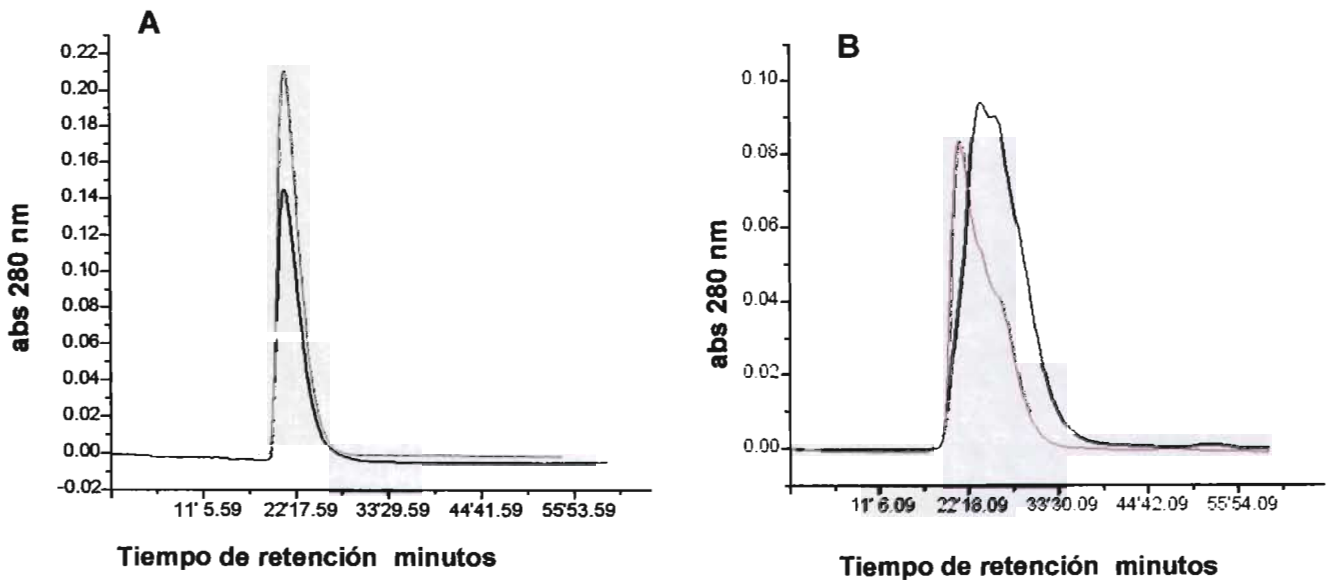 A
0.22
0.20
0.18
0.16
0.14
0.12
0.10
0.08
0.06
0.04
0.02
0.00
-0.02
abs 280 nm
11'5.59 22'17.59 33'29.59 44'41.59 55'53.59
Tiempo de retención minutos
B
0.10
0.08
0.06
0.04
0.02
0.00
abs 280 nm
11'6.09 22'18.09 33'30.09 44'42.09 55'54.09
Tiempo de retención minutos